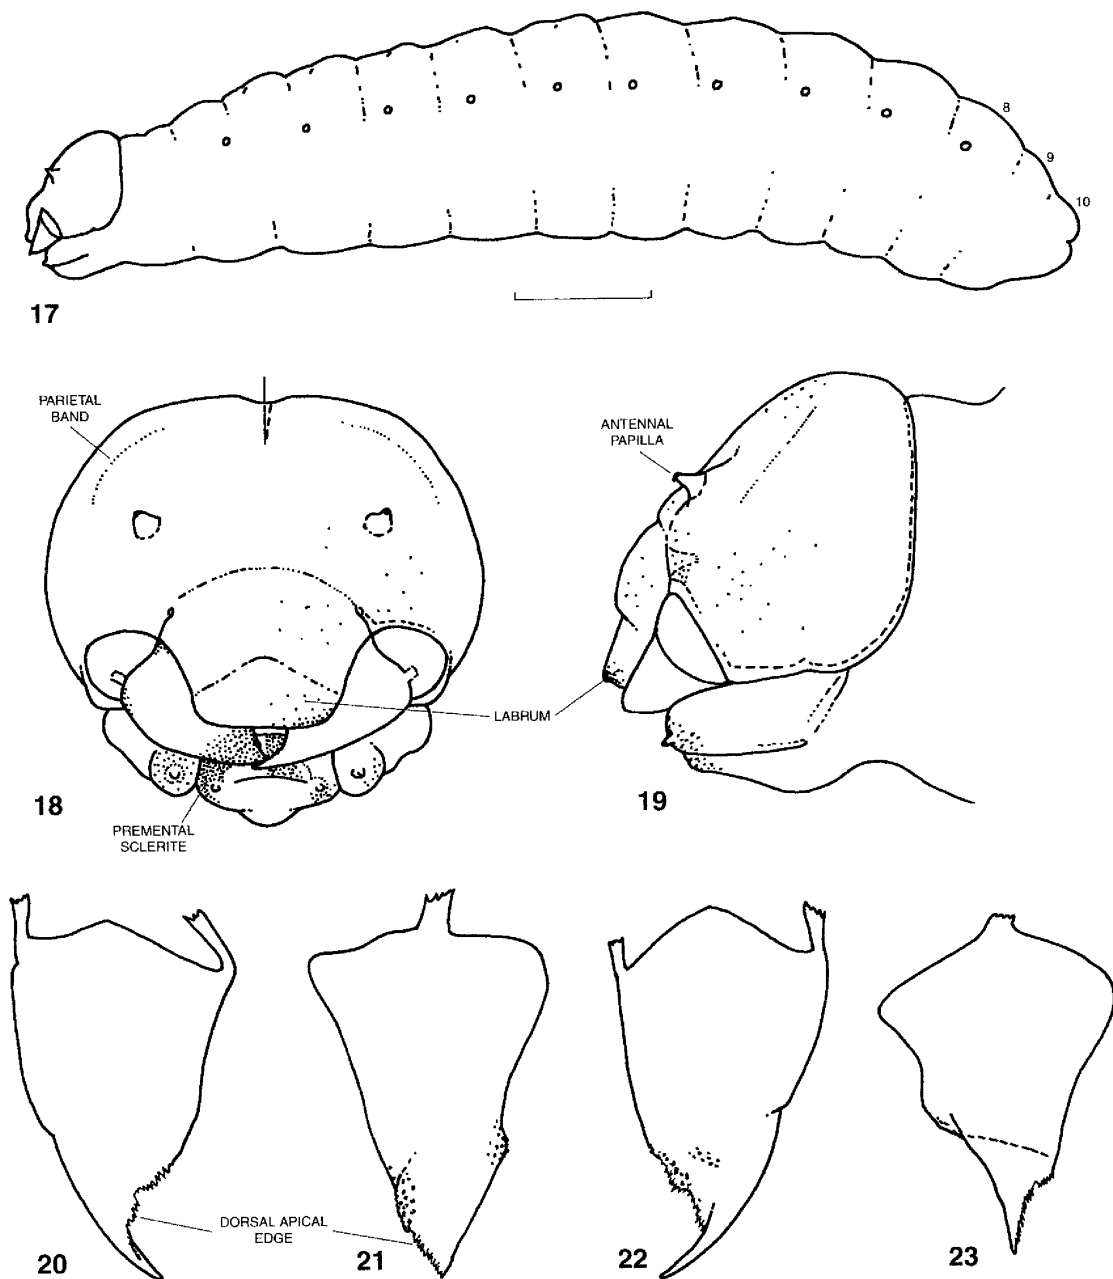 8
9
10
17
PARIETAL
BAND
ANTENNAL
PAPILLA
LABRUM
18
19
PREMENTAL
SCLERITE
DORSAL APICAL
EDGE
20
21
22
23